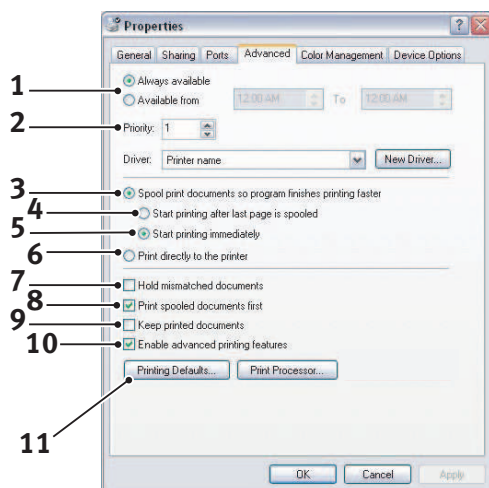 Properties
General Sharing Ports Advanced Color Management Device Options
1 Always available
Available from 12:00 AM To 12:00 AM
2 Priority: 1
Driver: Printer name New Driver...
3 Spool print documents so program finishes printing faster
4 Start printing after last page is spooled
5 Start printing immediately
6 Print directly to the printer
7 Hold mismatched documents
8 Print spooled documents first
9 Keep printed documents
10 Enable advanced printing features
Printing Defaults... Print Processor...
11
OK Cancel Apply